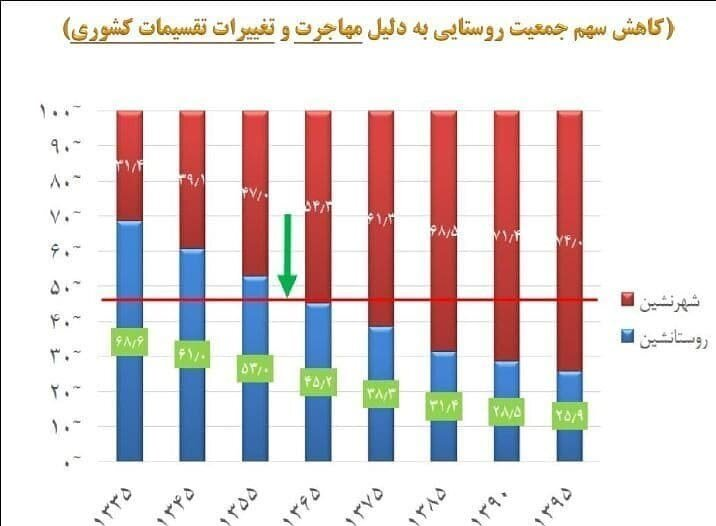 (کاهش سهم جمعیت روستایی به دلیل مهاجرت و تغییرات تقسیمات کشوری)
۱۰۰~
۹۰~
۸۰~
۷۰~
۶۰~
۵۰~
۴۰~
۳۰~
۲۰~
۱۰~
۰~
۳۱٫۴ ۳۹٫۱ ۴۷٫۰ ۵۴٫۳ ۶۱٫۳ ۶۸٫۵ ۷۱٫۴ ۷۴٫۰
۶۸٫۶ ۶۱٫۰ ۵۳٫۰ ۴۵٫۲ ۳۸٫۳ ۳۱٫۴ ۲۸٫۵ ۲۵٫۹
۱۳۳۵ ۱۳۴۵ ۱۳۵۵ ۱۳۶۵ ۱۳۷۵ ۱۳۸۵ ۱۳۹۰ ۱۳۹۵
شهرنشین
روستانشین